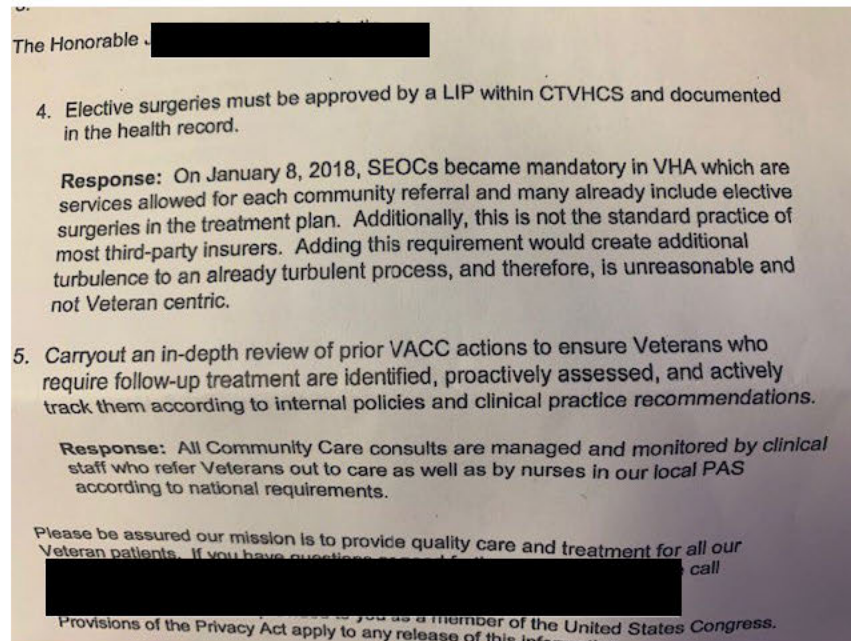 The Honorable
4. Elective surgeries must be approved by a LIP within CTVHCS and documented
in the health record.
Response: On January 8, 2018, SEOCs became mandatory in VHA which are
services allowed for each community referral and many already include elective
surgeries in the treatment plan. Additionally, this is not the standard practice of
most third-party insurers. Adding this requirement would create additional
turbulence to an already turbulent process, and therefore, is unreasonable and
not Veteran centric.
5. Carryout an in-depth review of prior VACC actions to ensure Veterans who
require follow-up treatment are identified, proactively assessed, and actively
track them according to internal policies and clinical practice recommendations.
Response: All Community Care consults are managed and monitored by clinical
staff who refer Veterans out to care as well as by nurses in our local PAS
according to national requirements.
Please be assured our mission is to provide quality care and treatment for all our
Veteran patients. If you have questions
call
to you as a member of the United States Congress.
Provisions of the Privacy Act apply to any release of this